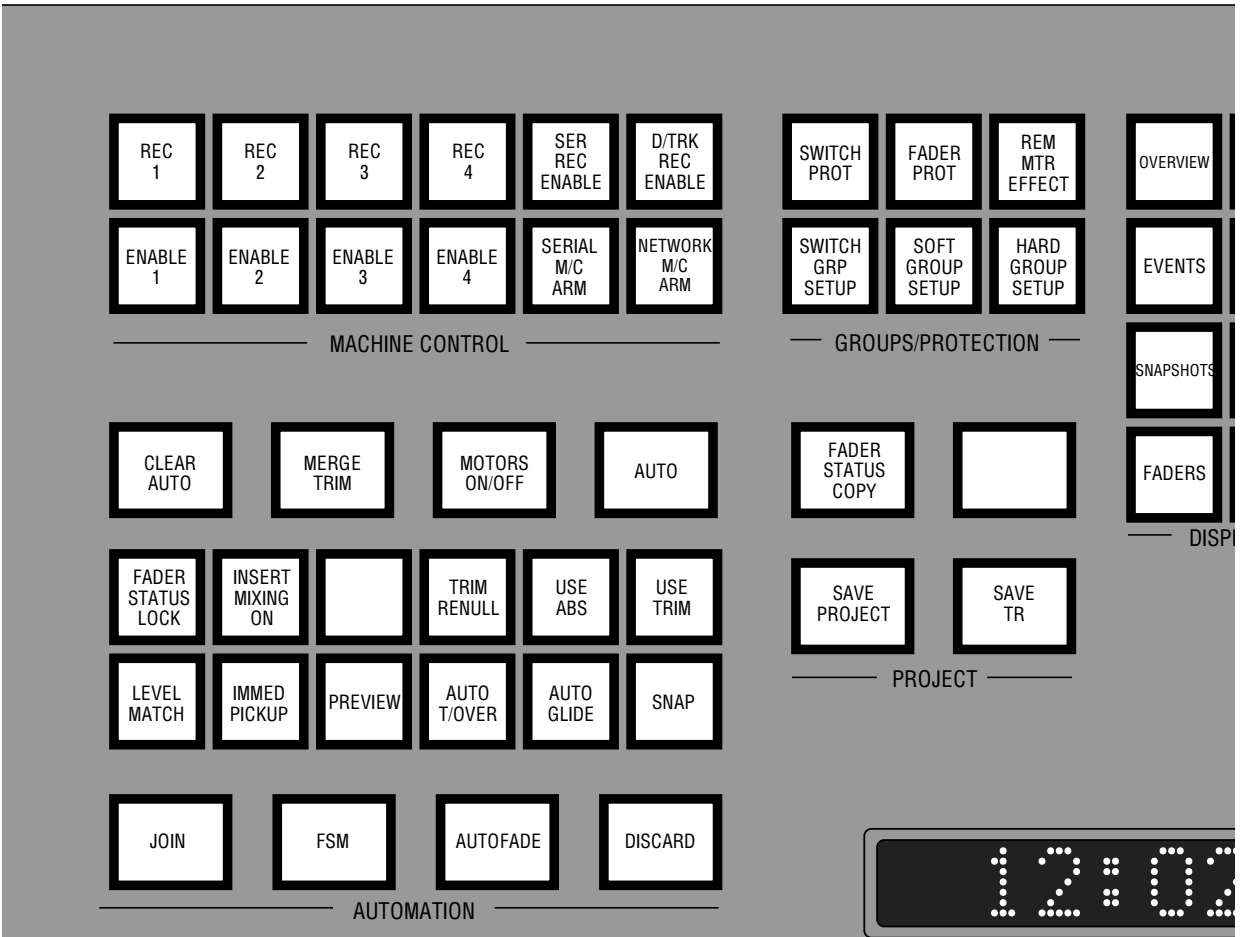 REC
1
REC
2
REC
3
REC
4
SER
REC
ENABLE
D/TRK
REC
ENABLE
ENABLE
1
ENABLE
2
ENABLE
3
ENABLE
4
SERIAL
M/C
ARM
NETWORK
M/C
ARM
MACHINE CONTROL
SWITCH
PROT
FADER
PROT
REM
MTR
EFFECT
SWITCH
GRP
SETUP
SOFT
GROUP
SETUP
HARD
GROUP
SETUP
GROUPS/PROTECTION
OVERVIEW
EVENTS
SNAPSHOTS
FADERS
CLEAR
AUTO
MERGE
TRIM
MOTORS
ON/OFF
AUTO
FADER
STATUS
COPY
FADER
STATUS
LOCK
INSERT
MIXING
ON
TRIM
RENULL
USE
ABS
USE
TRIM
LEVEL
MATCH
IMMED
PICKUP
PREVIEW
AUTO
T/OVER
AUTO
GLIDE
SNAP
SAVE
PROJECT
SAVE
TR
PROJECT
JOIN
FSM
AUTOFADE
DISCARD
AUTOMATION
12:02